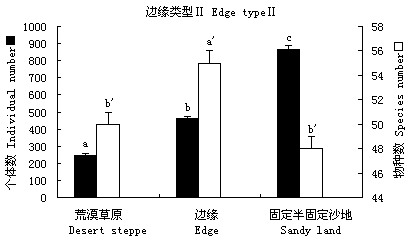 边缘类型Ⅱ Edge typeⅡ
个体数 Individual number
1000
900
800
700
600
500
400
300
200
100
0
a
b'
b
a'
c
b'
58
56
54
52
50
48
46
44
物种数 Species number
荒漠草原 边缘 固定半固定沙地
Desert steppe Edge Sandy land